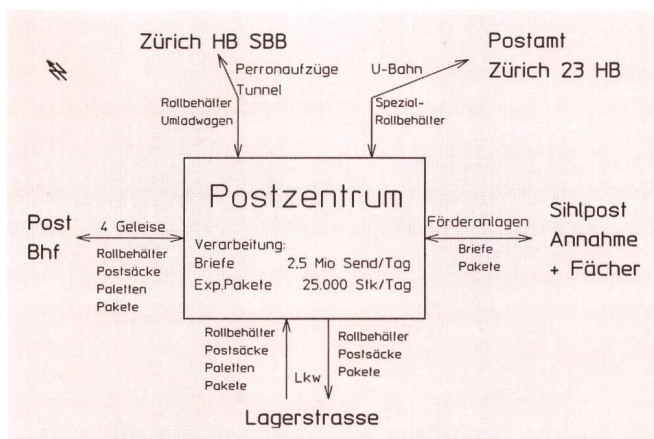 Zürich HB SBB
Postamt
Zürich 23 HB
Perronaufzüge
Tunnel
U-Bahn
Rollbehälter
Umladwagen
Spezial-
Rollbehälter
Postzentrum
Verarbeitung:
Briefe 2,5 Mio Send/Tag
Exp.Pakete 25.000 Stk/Tag
Post
Bhf
4 Geleise
Rollbehälter
Postsäcke
Paletten
Pakete
Förderanlagen
Briefe
Pakete
Sihlpost
Annahme
+ Fächer
Rollbehälter
Postsäcke
Paletten
Pakete
Lkw
Rollbehälter
Postsäcke
Pakete
Lagerstrasse